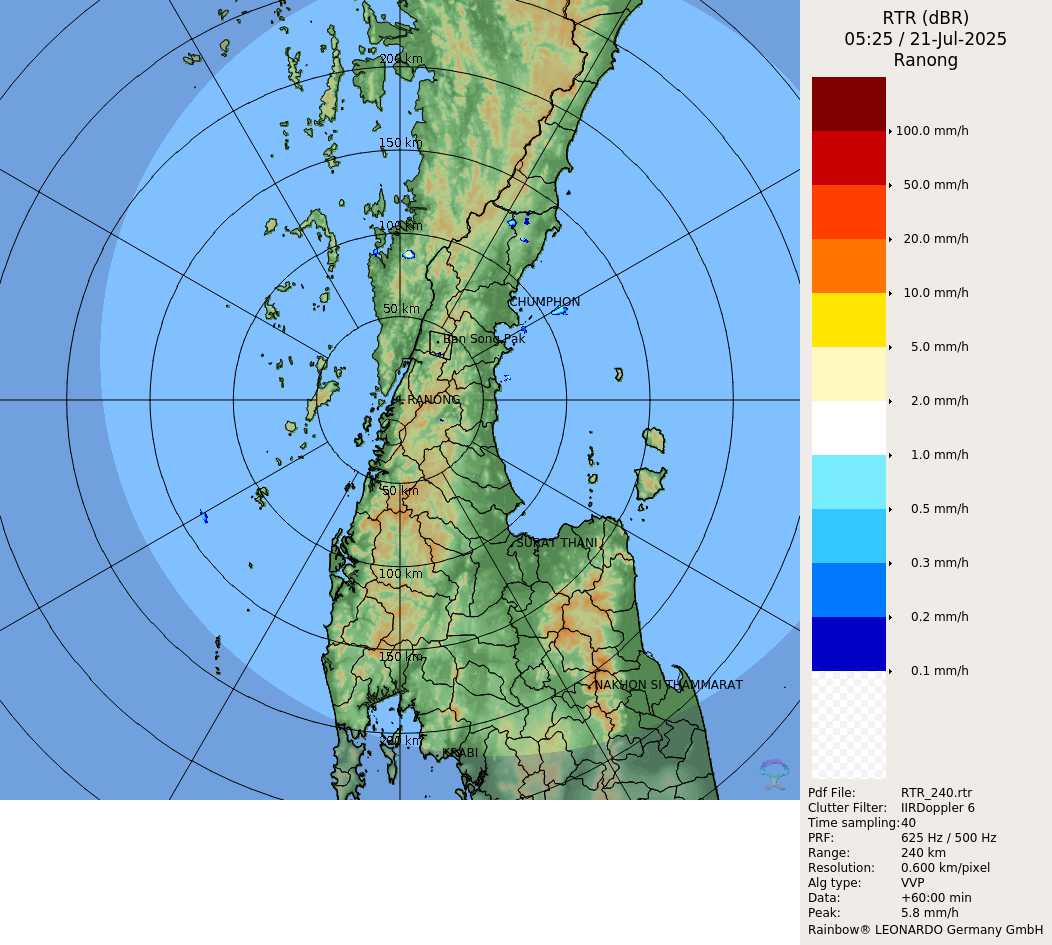 RTR (dBR)
05:25 / 21-Jul-2025
Ranong
200 km
150 km
100 km
50 km
CHUMPHON
Ban Song Pak
RANONG
50 km
SURAT THANI
100 km
150 km
NAKHON SI THAMMARAT
200 km
KRABI
100.0 mm/h
50.0 mm/h
20.0 mm/h
10.0 mm/h
5.0 mm/h
2.0 mm/h
1.0 mm/h
0.5 mm/h
0.3 mm/h
0.2 mm/h
0.1 mm/h
Pdf File: RTR_240.rtr
Clutter Filter: IIRDoppler 6
Time sampling:40
PRF: 625 Hz / 500 Hz
Range: 240 km
Resolution: 0.600 km/pixel
Alg type: VVP
Data: +60:00 min
Peak: 5.8 mm/h
Rainbow® LEONARDO Germany GmbH